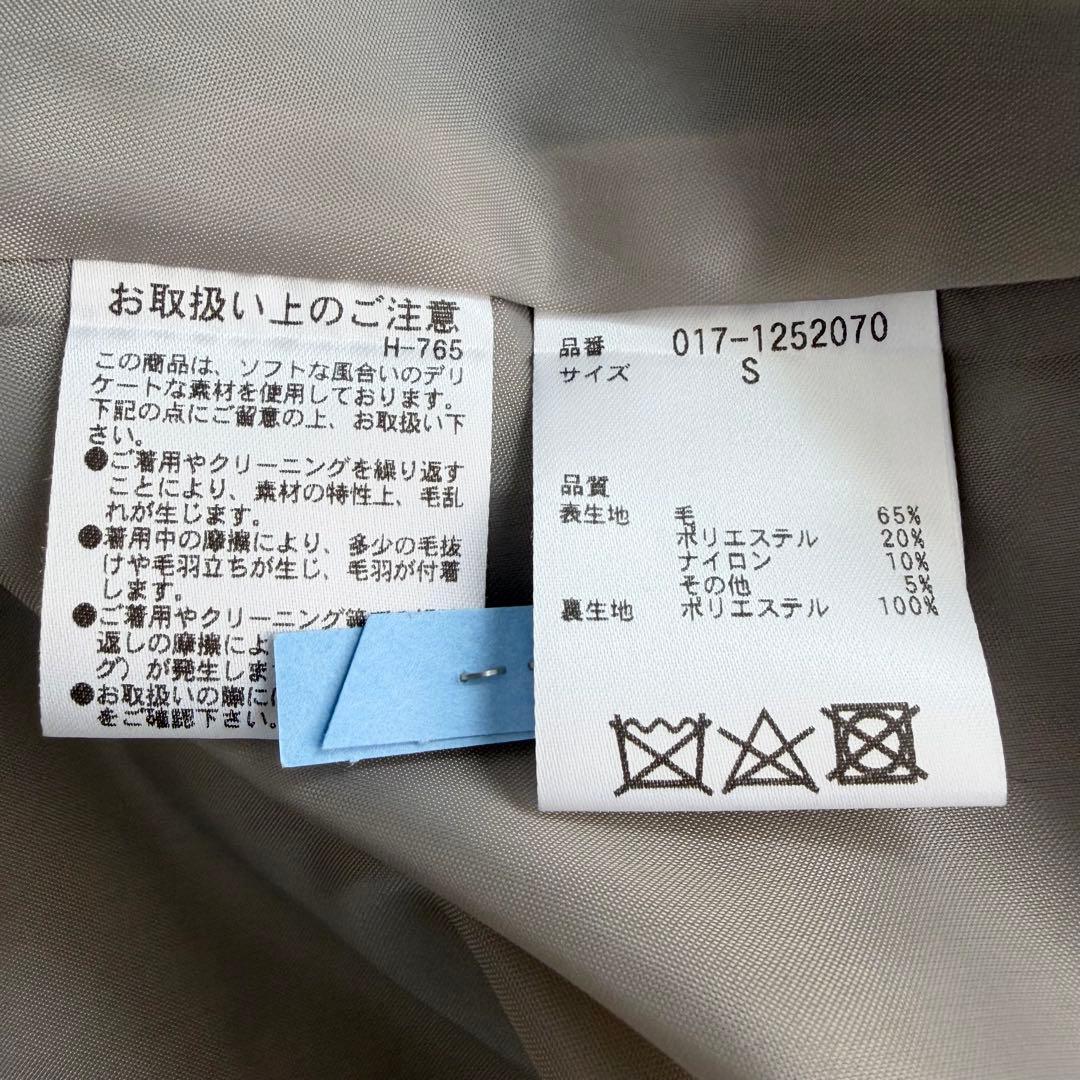 お取扱い上のご注意
H-765
この商品は、ソフトな風合いのデリ
ケートな素材を使用しております。
下記の点にご留意の上、お取扱い下
さい。
●ご着用やクリーニングを繰り返す
ことにより、素材の特性上、毛乱
れが生じます。
●着用中の摩擦により、多少の毛抜
けや毛羽立ちが生じ、毛羽が付着
します。
●ご着用やクリーニング等
返しの摩擦によ
グ）が発生しま
●お取扱いの際に
をご確認下さい。
品番 017-1252070
サイズ S
品質
表生地 毛 65%
ポリエステル 20%
ナイロン 10%
その他 5%
裏生地 ポリエステル 100%